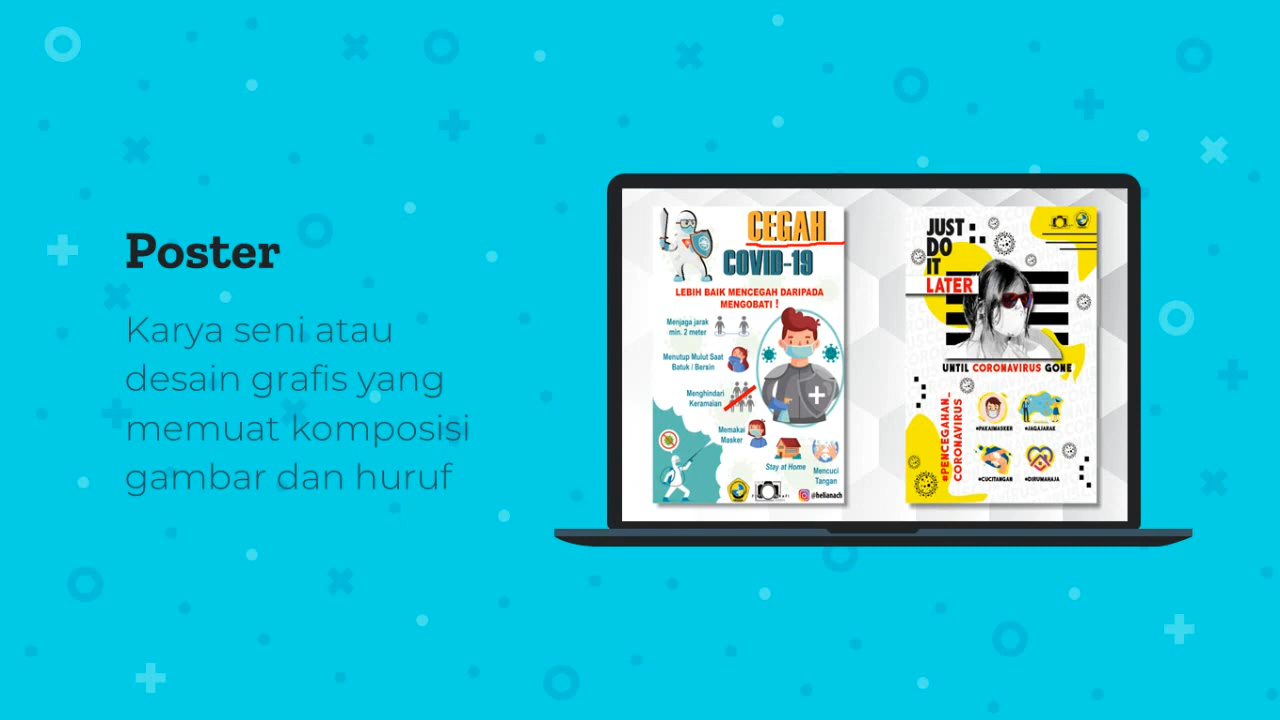 Poster
Karya seni atau
desain grafis yang
memuat komposisi
gambar dan huruf
CEGAH
COVID-19
LEBIH BAIK MENCEGAH DARIPADA
MENGOBATI !
Menjaga jarak
min. 2 meter
Menutup Mulut Saat
Batuk / Bersin
Menghindari
Keramaian
Memakai
Masker
Stay at Home
Mencuci
Tangan
@helianach
JUST
DO
IT
LATER
UNTIL CORONAVIRUS GONE
#PENCEGAHAN_
CORONAVIRUS
#PAKAIMASKER
#JAGAJARAK
#CUCITANGAN
#DIRUMAHAJA